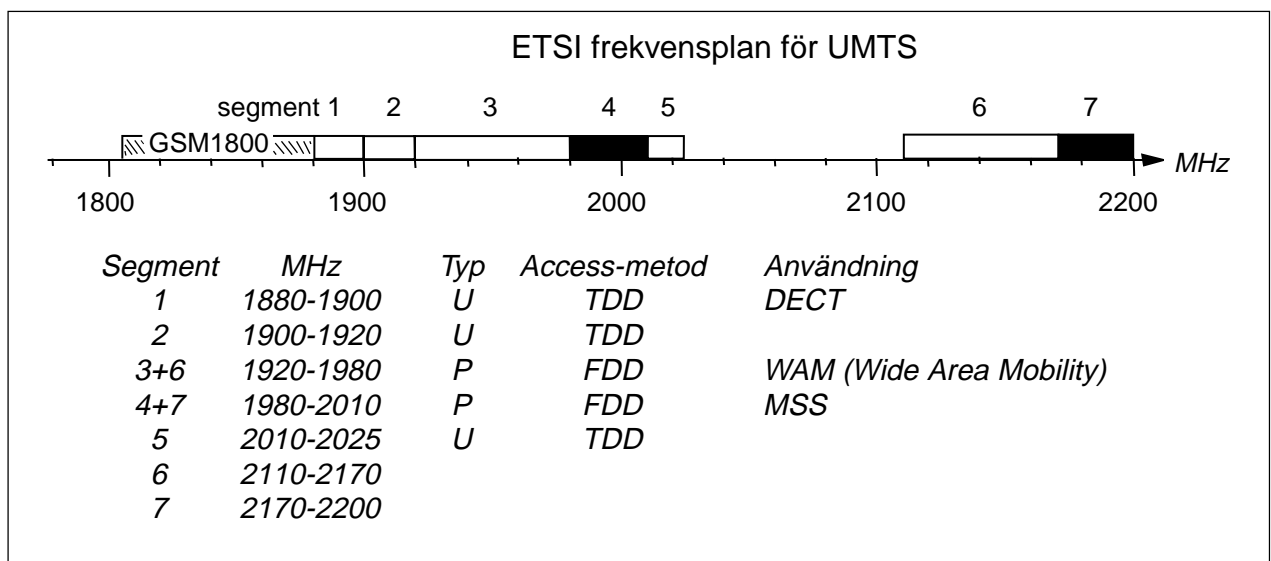 ETSI frekvensplan för UMTS
segment 1 2 3 4 5 6 7
GSM1800
MHz
1800 1900 2000 2100 2200
Segment MHz Typ Access-metod Användning
1 1880-1900 U TDD DECT
2 1900-1920 U TDD
3+6 1920-1980 P FDD WAM (Wide Area Mobility)
4+7 1980-2010 P FDD MSS
5 2010-2025 U TDD
6 2110-2170
7 2170-2200